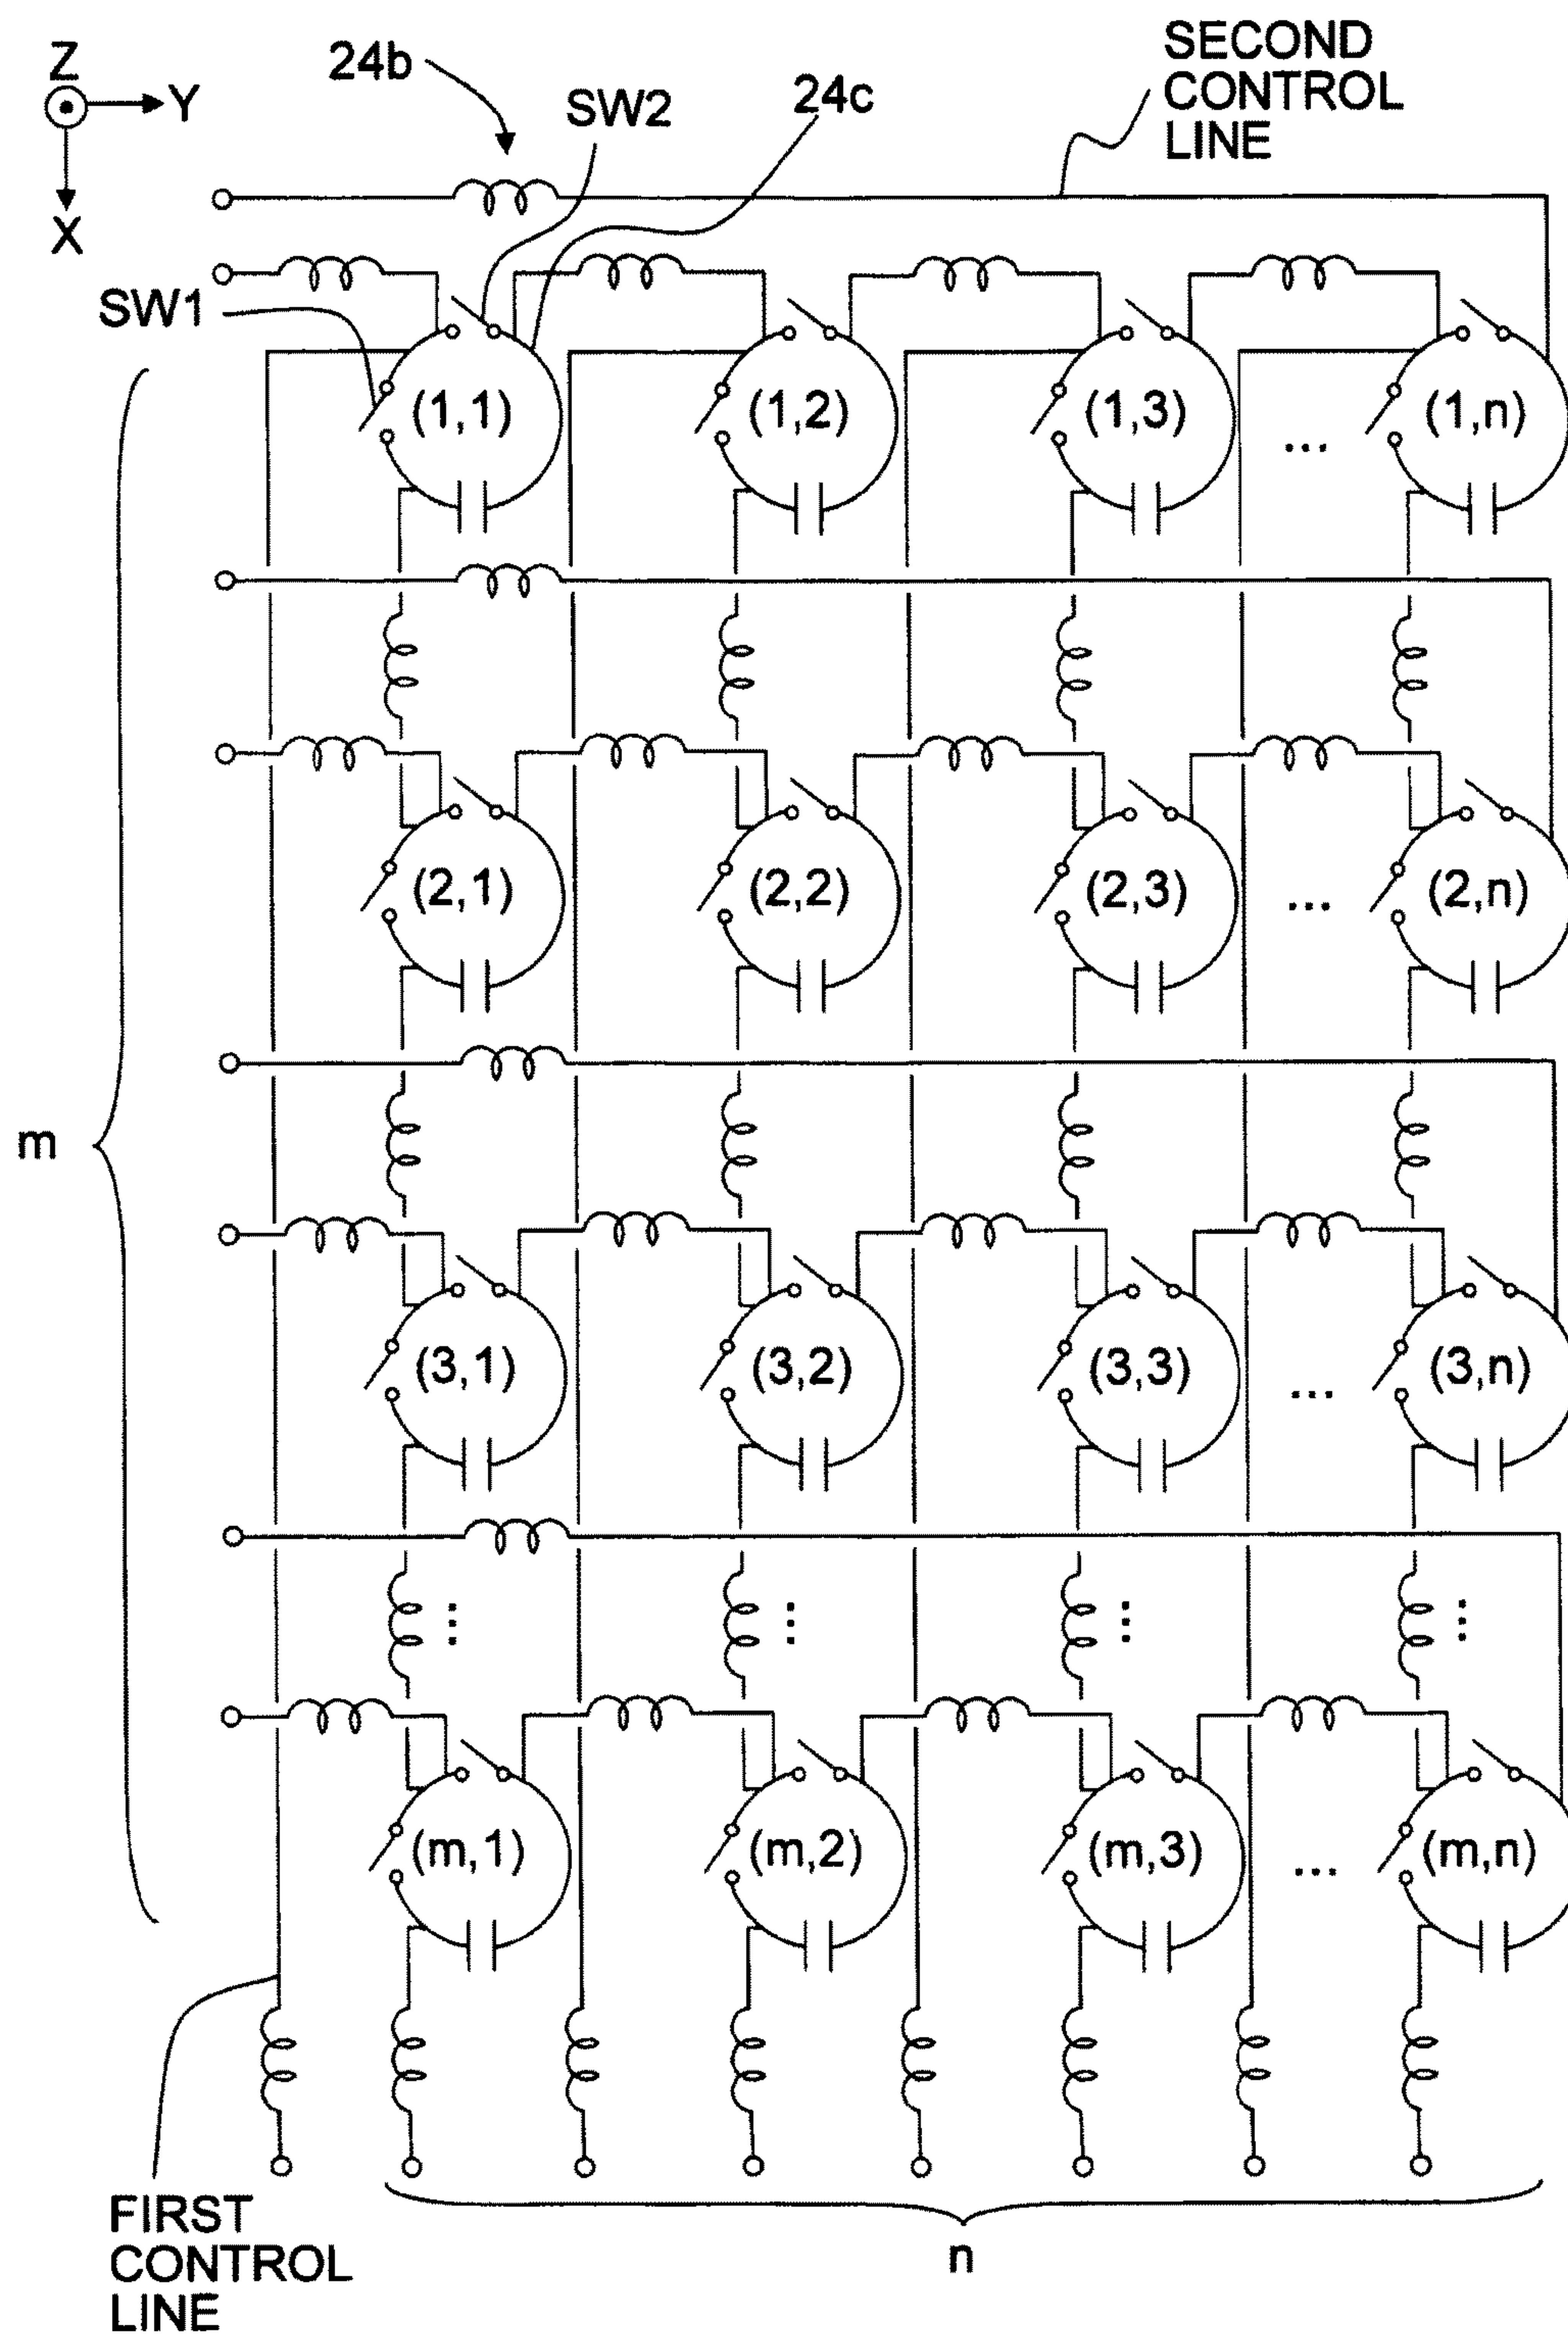 SECOND
CONTROL
LINE
Z
Y
X
24b
SW2
24c
SW1
(1,1) (1,2) (1,3) ... (1,n)
(2,1) (2,2) (2,3) ... (2,n)
m
(3,1) (3,2) (3,3) ... (3,n)
... ... ... ...
(m,1) (m,2) (m,3) ... (m,n)
FIRST
CONTROL
LINE
n